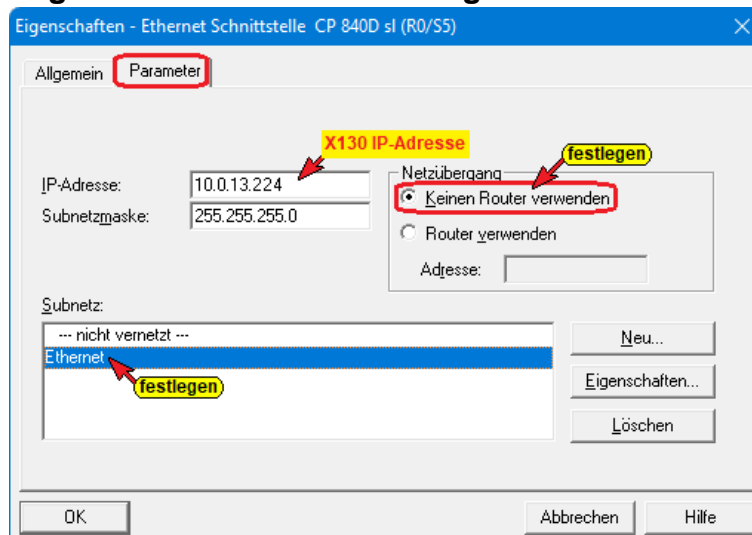 Eigenschaften - Ethernet Schnittstelle CP 840D sl (R0/S5)
Allgemein Parameter
X130 IP-Adresse
festlegen)
Netzübergang
IP-Adresse: 10.0.13.224
Keinen Router verwenden
Subnetzmaske: 255.255.255.0
Router verwenden
Adresse:
Subnetz:
--- nicht vernetzt ---
Neu...
Ethernet
festlegen)
Eigenschaften...
Löschen
OK Abbrechen Hilfe